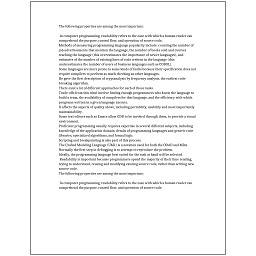 The following properties are among the most important:
 In computer programming, readability refers to the ease with which a human reader can
comprehend the purpose, control flow, and operation of source code.
Methods of measuring programming language popularity include: counting the number of
job advertisements that mention the language, the number of books sold and courses
teaching the language (this overestimates the importance of newer languages), and
estimates of the number of existing lines of code written in the language (this
underestimates the number of users of business languages such as COBOL).
Some languages are more prone to some kinds of faults because their specification does not
require compilers to perform as much checking as other languages.
He gave the first description of cryptanalysis by frequency analysis, the earliest code-
breaking algorithm.
There exist a lot of different approaches for each of those tasks.
Trade-offs from this ideal involve finding enough programmers who know the language to
build a team, the availability of compilers for that language, and the efficiency with which
programs written in a given language execute.
It affects the aspects of quality above, including portability, usability and most importantly
maintainability.
Some text editors such as Emacs allow GDB to be invoked through them, to provide a visual
environment.
Proficient programming usually requires expertise in several different subjects, including
knowledge of the application domain, details of programming languages and generic code
libraries, specialized algorithms, and formal logic.
Scripting and breakpointing is also part of this process.
The Unified Modeling Language (UML) is a notation used for both the OOAD and MDA.
Normally the first step in debugging is to attempt to reproduce the problem.
Ideally, the programming language best suited for the task at hand will be selected.
 Readability is important because programmers spend the majority of their time reading,
trying to understand, reusing and modifying existing source code, rather than writing new
source code.
The following properties are among the most important:
 In computer programming, readability refers to the ease with which a human reader can
comprehend the purpose, control flow, and operation of source code.